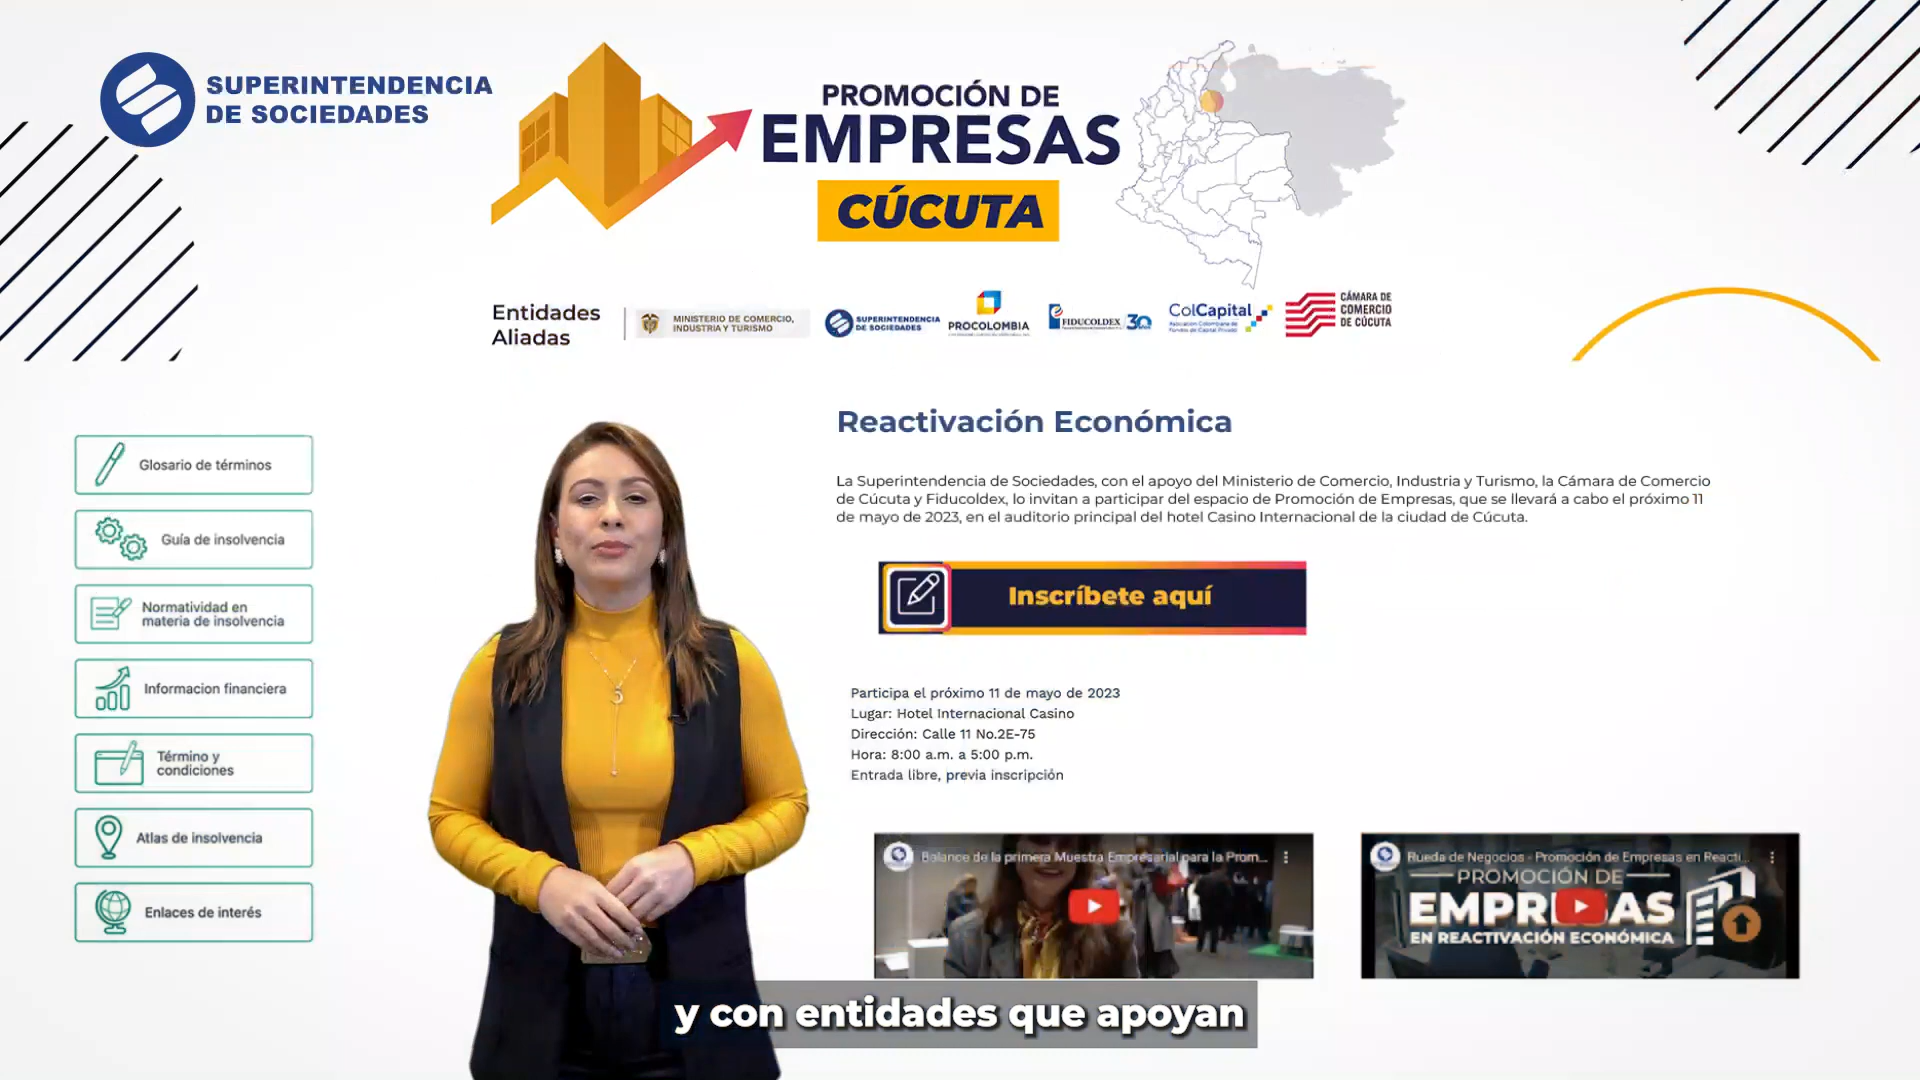 SUPERINTENDENCIA
DE SOCIEDADES
PROMOCIÓN DE
EMPRESAS
CÚCUTA
Entidades
Aliadas
MINISTERIO DE COMERCIO,
INDUSTRIA Y TURISMO
SUPERINTENDENCIA
DE SOCIEDADES
PROCOLOMBIA
FIDUCOLDEX 30
ColCapital
CÁMARA DE
COMERCIO
DE CÚCUTA
Glosario de términos
Guía de insolvencia
Normatividad en
materia de insolvencia
Informacion financiera
Término y
condiciones
Atlas de insolvencia
Enlaces de interés
Reactivación Económica
La Superintendencia de Sociedades, con el apoyo del Ministerio de Comercio, Industria y Turismo, la Cámara de Comercio
de Cúcuta y Fiducoldex, lo invitan a participar del espacio de Promoción de Empresas, que se llevará a cabo el próximo 11
de mayo de 2023, en el auditorio principal del hotel Casino Internacional de la ciudad de Cúcuta.
Inscríbete aquí
Participa el próximo 11 de mayo de 2023
Lugar: Hotel Internacional Casino
Dirección: Calle 11 No.2E-75
Hora: 8:00 a.m. a 5:00 p.m.
Entrada libre, previa inscripción
Balance de la primera Muestra Empresarial para la Prom...
Rueda de Negocios - Promoción de Empresas en Reacti...
PROMOCIÓN DE
EMPR AS
EN REACTIVACIÓN ECONÓMICA
y con entidades que apoyan